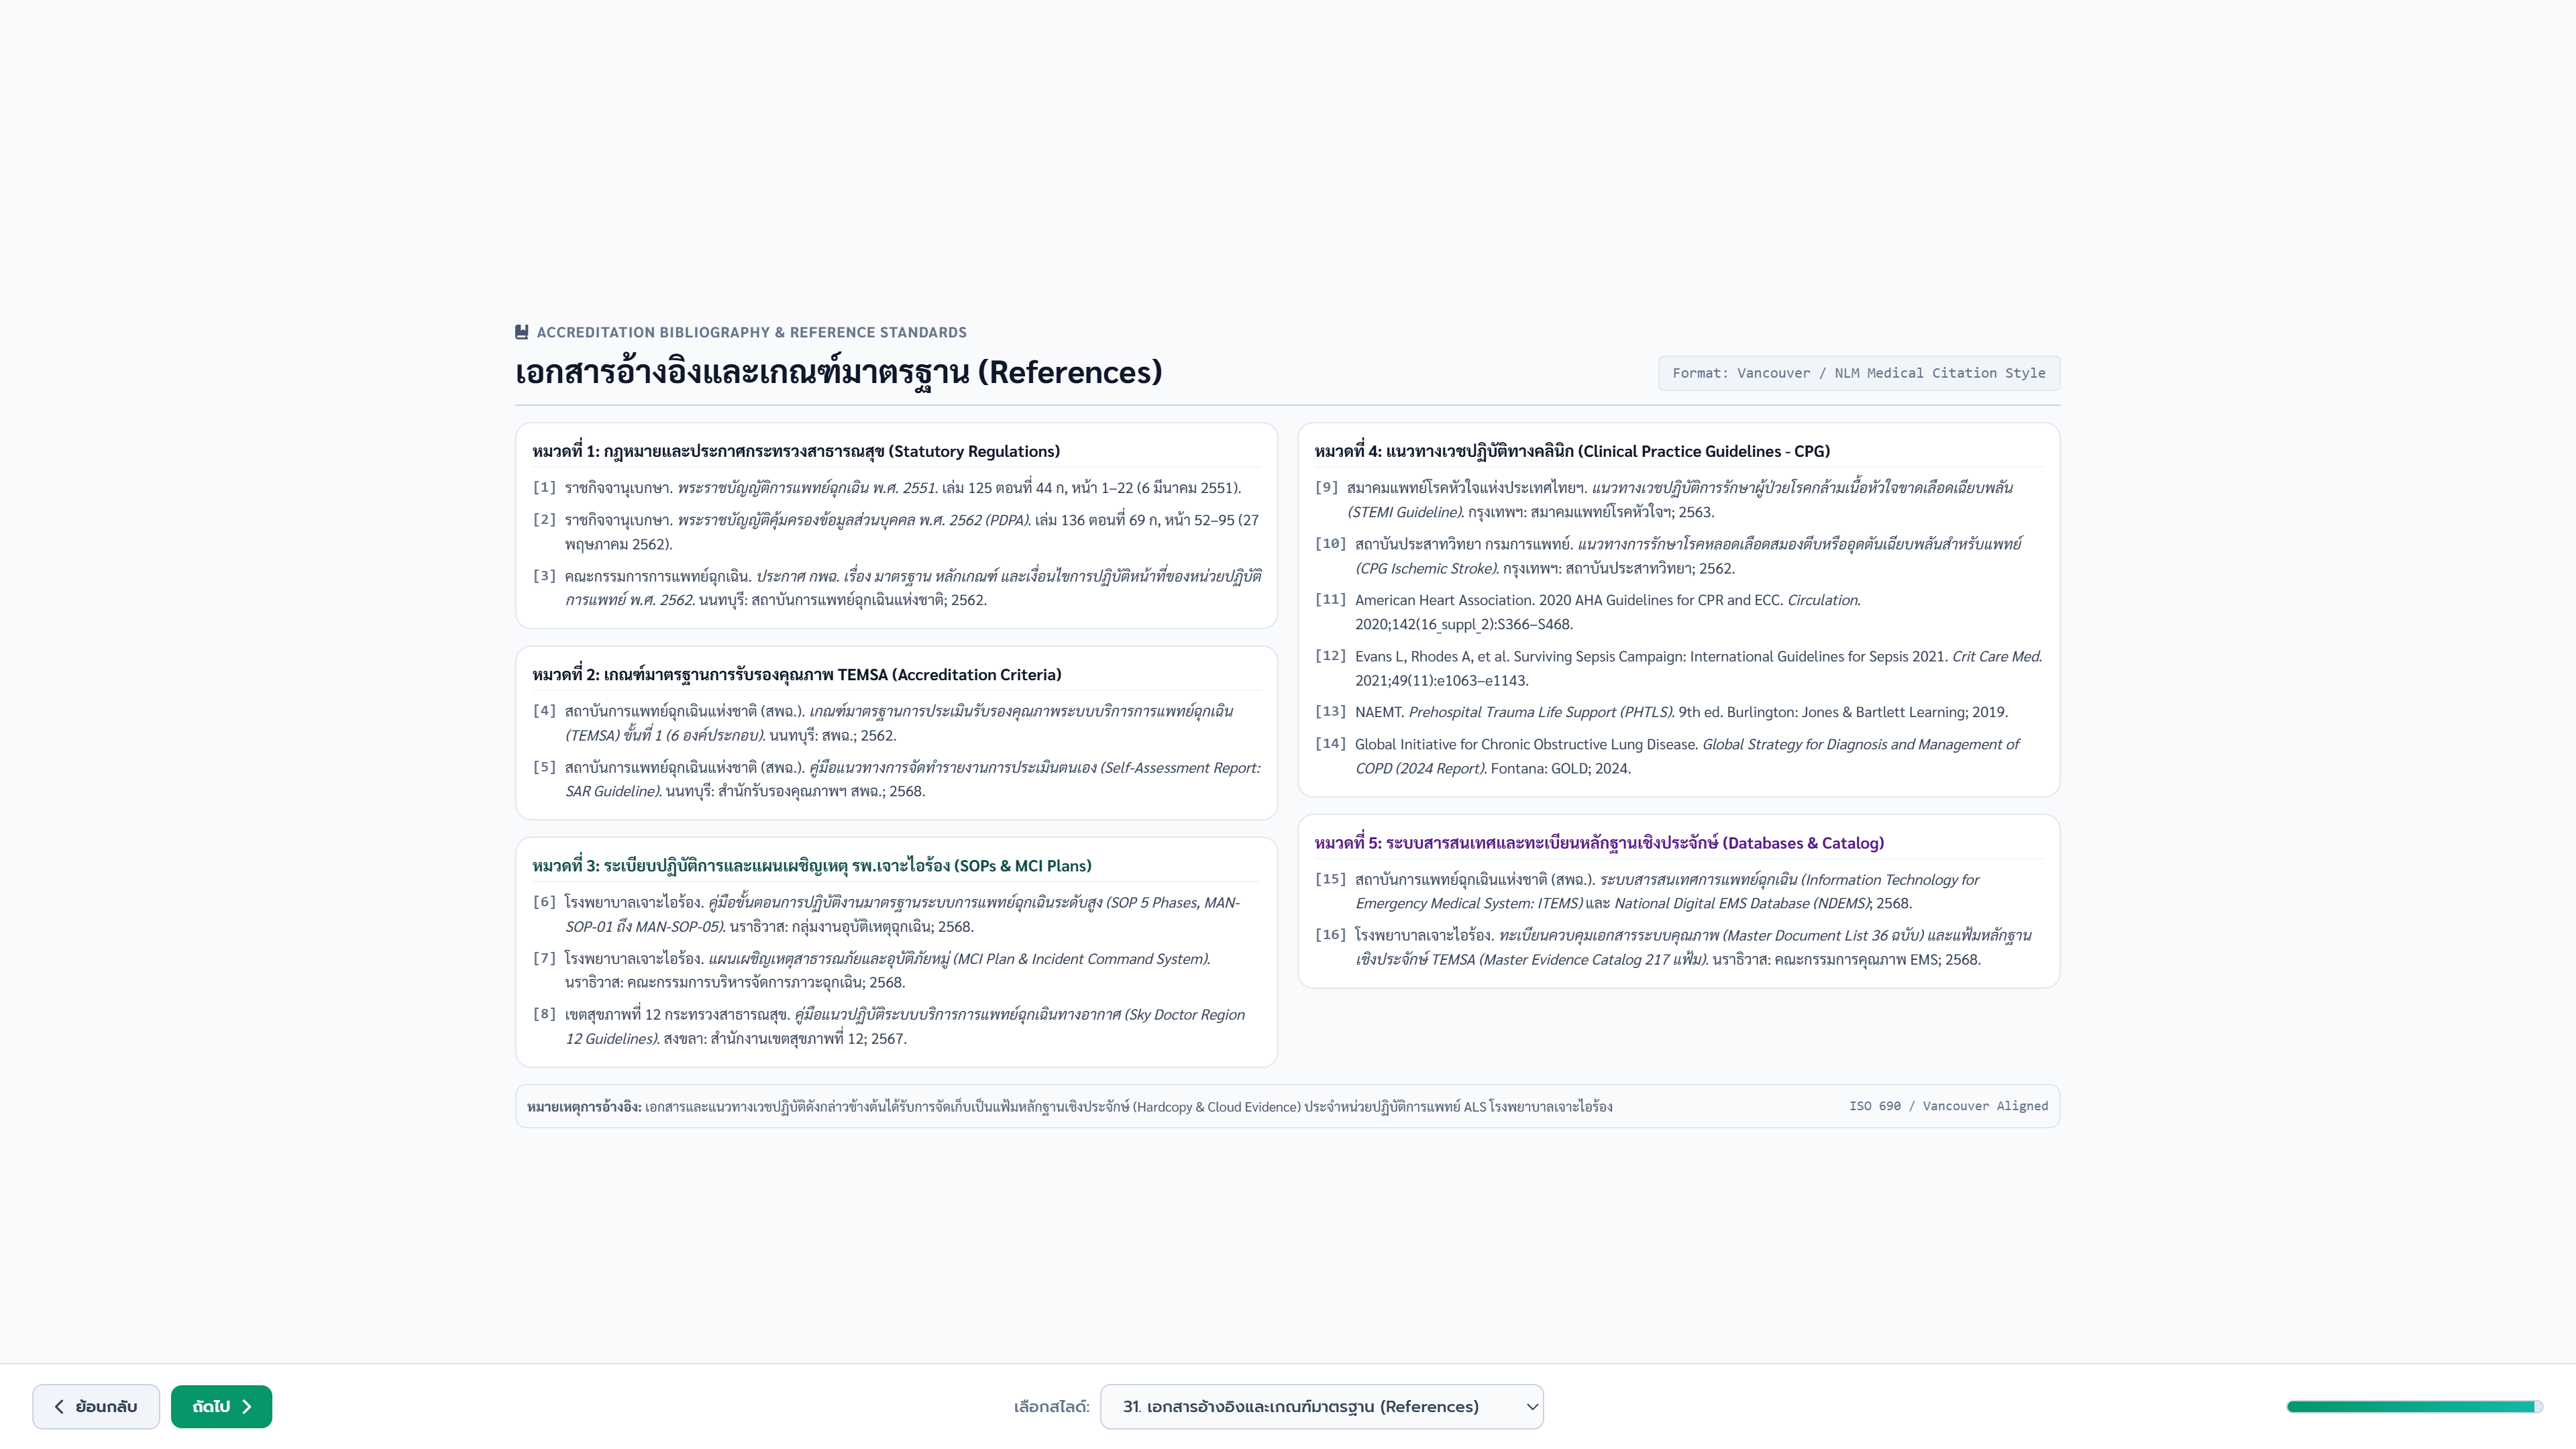 ACCREDITATION BIBLIOGRAPHY & REFERENCE STANDARDS
เอกสารอ้างอิงและเกณฑ์มาตรฐาน (References)
Format: Vancouver / NLM Medical Citation Style
หมวดที่ 1: กฎหมายและประกาศกระทรวงสาธารณสุข (Statutory Regulations)
[1] ราชกิจจานุเบกษา. พระราชบัญญัติการแพทย์ฉุกเฉิน พ.ศ. 2551. เล่ม 125 ตอนที่ 44 ก, หน้า 1–22 (6 มีนาคม 2551).
[2] ราชกิจจานุเบกษา. พระราชบัญญัติคุ้มครองข้อมูลส่วนบุคคล พ.ศ. 2562 (PDPA). เล่ม 136 ตอนที่ 69 ก, หน้า 52–95 (27
พฤษภาคม 2562).
[3] คณะกรรมการการแพทย์ฉุกเฉิน. ประกาศ กพฉ. เรื่อง มาตรฐาน หลักเกณฑ์ และเงื่อนไขการปฏิบัติหน้าที่ของหน่วยปฏิบัติ
การแพทย์ พ.ศ. 2562. นนทบุรี: สถาบันการแพทย์ฉุกเฉินแห่งชาติ; 2562.
หมวดที่ 2: เกณฑ์มาตรฐานการรับรองคุณภาพ TEMSA (Accreditation Criteria)
[4] สถาบันการแพทย์ฉุกเฉินแห่งชาติ (สพฉ.). เกณฑ์มาตรฐานการประเมินรับรองคุณภาพระบบบริการการแพทย์ฉุกเฉิน
(TEMSA) ขั้นที่ 1 (6 องค์ประกอบ). นนทบุรี: สพฉ.; 2562.
[5] สถาบันการแพทย์ฉุกเฉินแห่งชาติ (สพฉ.). คู่มือแนวทางการจัดทำรายงานการประเมินตนเอง (Self-Assessment Report:
SAR Guideline). นนทบุรี: สำนักรับรองคุณภาพฯ สพฉ.; 2568.
หมวดที่ 3: ระเบียบปฏิบัติการและแผนเผชิญเหตุ รพ.เจาะไอร้อง (SOPs & MCI Plans)
[6] โรงพยาบาลเจาะไอร้อง. คู่มือขั้นตอนการปฏิบัติงานมาตรฐานระบบการแพทย์ฉุกเฉินระดับสูง (SOP 5 Phases, MAN-
SOP-01 ถึง MAN-SOP-05). นราธิวาส: กลุ่มงานอุบัติเหตุฉุกเฉิน; 2568.
[7] โรงพยาบาลเจาะไอร้อง. แผนเผชิญเหตุสาธารณภัยและอุบัติภัยหมู่ (MCI Plan & Incident Command System).
นราธิวาส: คณะกรรมการบริหารจัดการภาวะฉุกเฉิน; 2568.
[8] เขตสุขภาพที่ 12 กระทรวงสาธารณสุข. คู่มือแนวปฏิบัติระบบบริการการแพทย์ฉุกเฉินทางอากาศ (Sky Doctor Region
12 Guidelines). สงขลา: สำนักงานเขตสุขภาพที่ 12; 2567.
หมวดที่ 4: แนวทางเวชปฏิบัติทางคลินิก (Clinical Practice Guidelines - CPG)
[9] สมาคมแพทย์โรคหัวใจแห่งประเทศไทยฯ. แนวทางเวชปฏิบัติการรักษาผู้ป่วยโรคกล้ามเนื้อหัวใจขาดเลือดเฉียบพลัน
(STEMI Guideline). กรุงเทพฯ: สมาคมแพทย์โรคหัวใจฯ; 2563.
[10] สถาบันประสาทวิทยา กรมการแพทย์. แนวทางการรักษาโรคหลอดเลือดสมองตีบหรืออุดตันเฉียบพลันสำหรับแพทย์
(CPG Ischemic Stroke). กรุงเทพฯ: สถาบันประสาทวิทยา; 2562.
[11] American Heart Association. 2020 AHA Guidelines for CPR and ECC. Circulation.
2020;142(16_suppl_2):S366–S468.
[12] Evans L, Rhodes A, et al. Surviving Sepsis Campaign: International Guidelines for Sepsis 2021. Crit Care Med.
2021;49(11):e1063–e1143.
[13] NAEMT. Prehospital Trauma Life Support (PHTLS). 9th ed. Burlington: Jones & Bartlett Learning; 2019.
[14] Global Initiative for Chronic Obstructive Lung Disease. Global Strategy for Diagnosis and Management of
COPD (2024 Report). Fontana: GOLD; 2024.
หมวดที่ 5: ระบบสารสนเทศและทะเบียนหลักฐานเชิงประจักษ์ (Databases & Catalog)
[15] สถาบันการแพทย์ฉุกเฉินแห่งชาติ (สพฉ.). ระบบสารสนเทศการแพทย์ฉุกเฉิน (Information Technology for
Emergency Medical System: ITEMS) และ National Digital EMS Database (NDEMS); 2568.
[16] โรงพยาบาลเจาะไอร้อง. ทะเบียนควบคุมเอกสารระบบคุณภาพ (Master Document List 36 ฉบับ) และแฟ้มหลักฐาน
เชิงประจักษ์ TEMSA (Master Evidence Catalog 217 แฟ้ม). นราธิวาส: คณะกรรมการคุณภาพ EMS; 2568.
หมายเหตุการอ้างอิง: เอกสารและแนวทางเวชปฏิบัติดังกล่าวข้างต้นได้รับการจัดเก็บเป็นแฟ้มหลักฐานเชิงประจักษ์ (Hardcopy & Cloud Evidence) ประจำหน่วยปฏิบัติการแพทย์ ALS โรงพยาบาลเจาะไอร้อง
ISO 690 / Vancouver Aligned
ย้อนกลับ
ถัดไป
เลือกสไลด์:
31. เอกสารอ้างอิงและเกณฑ์มาตรฐาน (References)